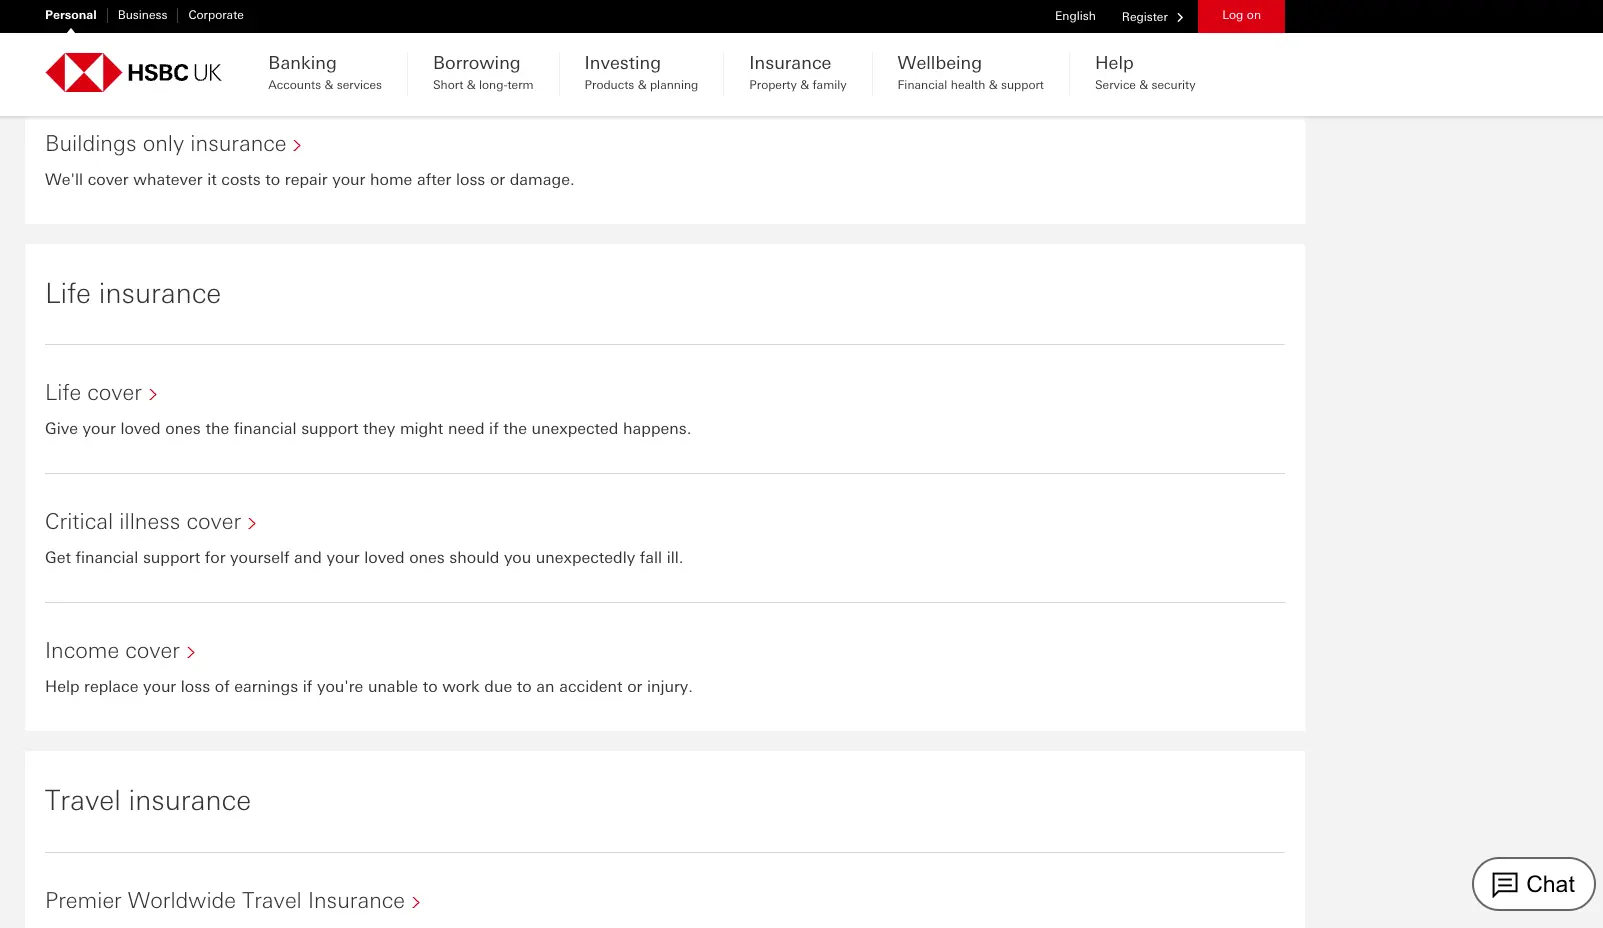 Personal
Business
Corporate
English
Register
Log on
HSBC UK
Banking
Accounts & services
Borrowing
Short & long-term
Investing
Products & planning
Insurance
Property & family
Wellbeing
Financial health & support
Help
Service & security
Buildings only insurance
We'll cover whatever it costs to repair your home after loss or damage.
Life insurance
Life cover
Give your loved ones the financial support they might need if the unexpected happens.
Critical illness cover
Get financial support for yourself and your loved ones should you unexpectedly fall ill.
Income cover
Help replace your loss of earnings if you're unable to work due to an accident or injury.
Travel insurance
Premier Worldwide Travel Insurance
Chat